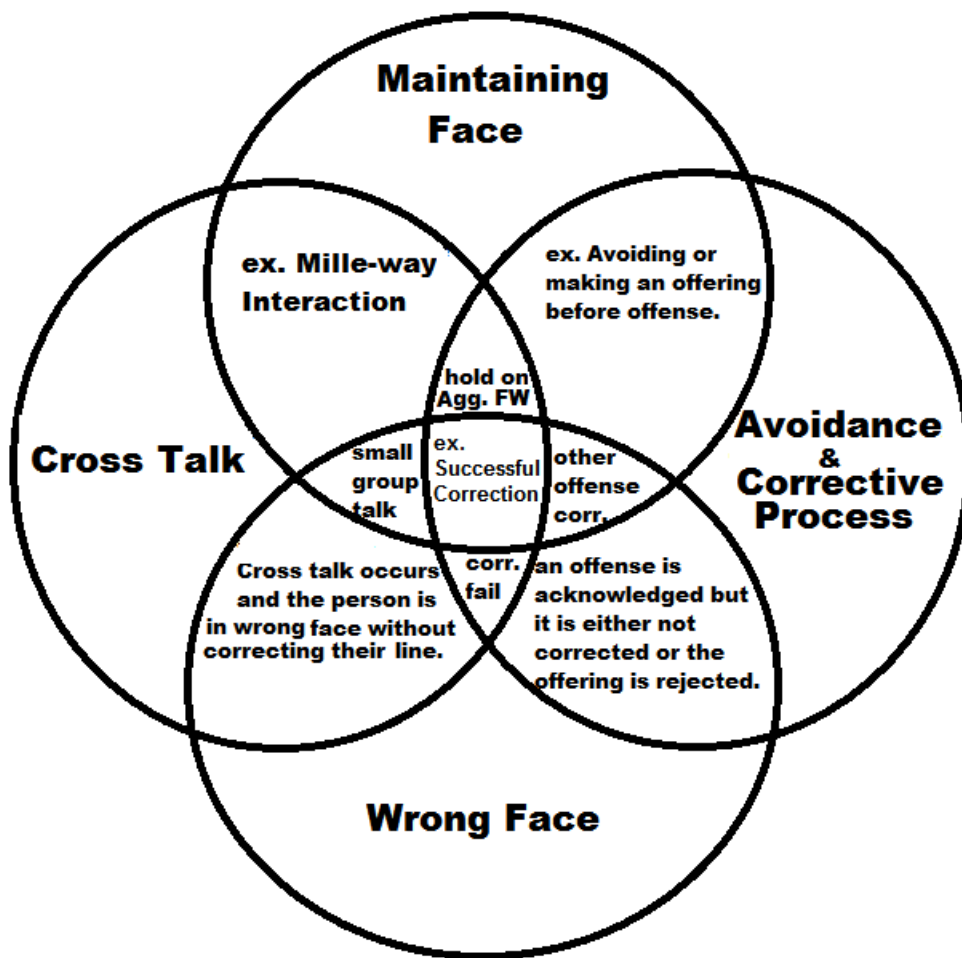 Maintaining
Face
ex. Mille-way
Interaction
ex. Avoiding or
making an offering
before offense.
hold on
Agg. FW
Cross Talk
small
group
talk
ex.
Successful
Correction
other
offense
corr.
Avoidance
&
Corrective
Process
Cross talk occurs
and the person is
in wrong face without
correcting their line.
corr.
fail
an offense is
acknowledged but
it is either not
corrected or the
offering is rejected.
Wrong Face